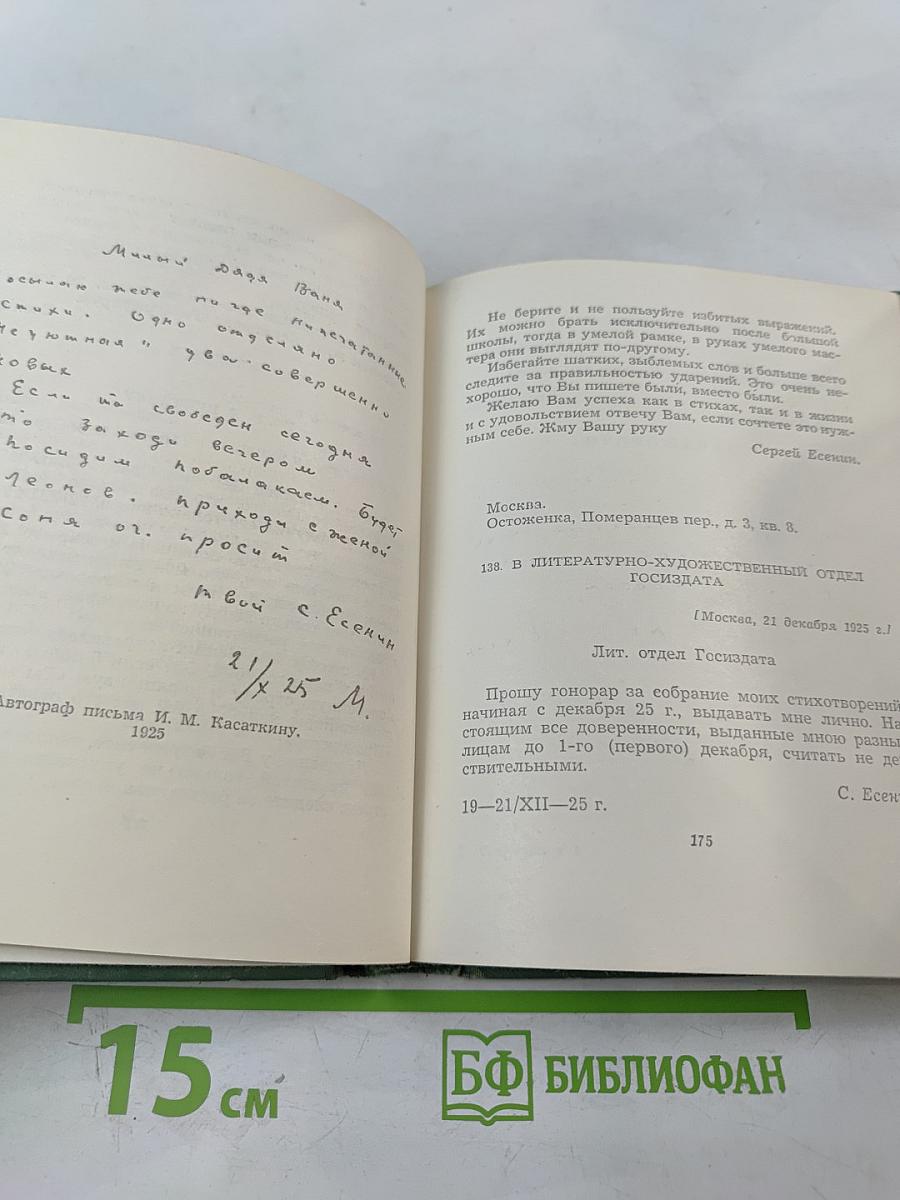 Милый Дядя Ваня
осылаю тебе нигде ненапечатанные
стихи. Одно отделано
неуютная" два совершенно
новых
Если ты свободен сегодня
то заходи вечером
Посидим побалакаем. Будет
Леонов. приходи с женой
Соня оч. просит
твой С. Есенин
21/X 25 М.
Автограф письма И. М. Касаткину.
1925
Не берите и не пользуйте избитых выражений.
Их можно брать исключительно после большой
школы, тогда в умелой рамке, в руках умелого мас-
тера они выглядят по-другому.
Избегайте шатких, зыблемых слов и больше всего
следите за правильностью ударений. Это очень не-
хорошо, что Вы пишете были, вместо были.
Желаю Вам успеха как в стихах, так и в жизни
и с удовольствием отвечу Вам, если сочтете это нуж-
ным себе. Жму Вашу руку
Сергей Есенин.
Москва.
Остоженка, Померанцев пер., д. 3, кв. 8.
138. В ЛИТЕРАТУРНО-ХУДОЖЕСТВЕННЫЙ ОТДЕЛ
ГОСИЗДАТА
[Москва, 21 декабря 1925 г.]
Лит. отдел Госиздата
Прошу гонорар за собрание моих стихотворений
начиная с декабря 25 г., выдавать мне лично. На
стоящим все доверенности, выданные мною разны
лицам до 1-го (первого) декабря, считать не де
ствительными.
С. Есен
19—21/XII—25 г.
175
15 см
БФ БИБЛИОФАН